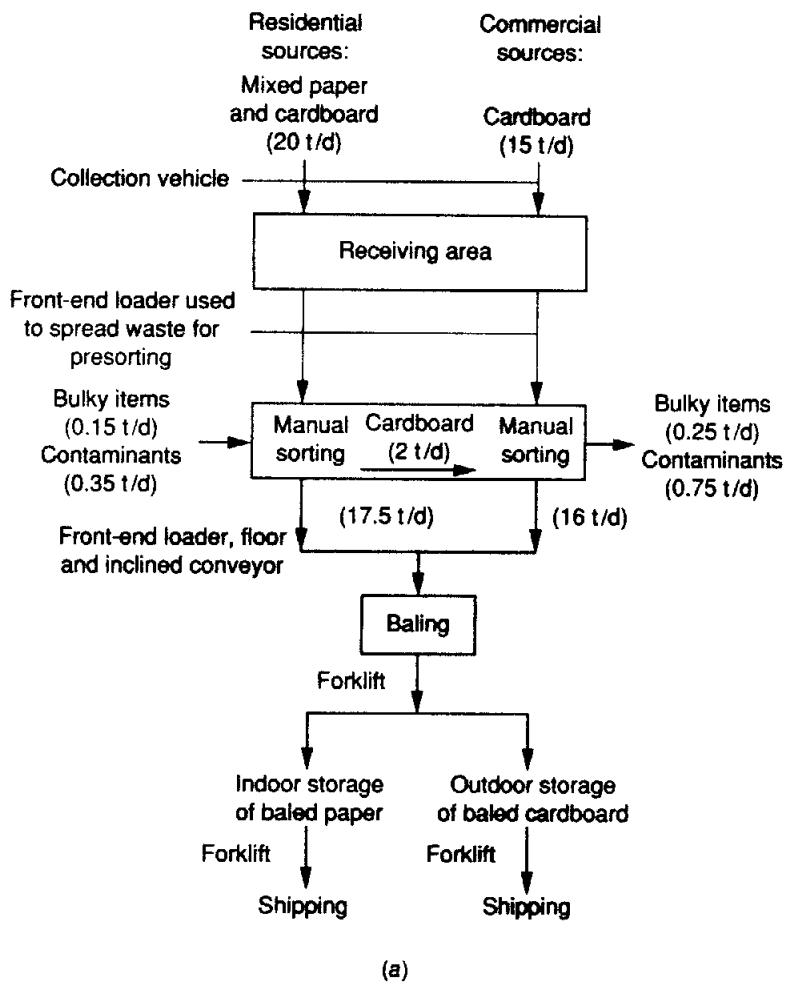 Residential
sources:
Mixed paper
and cardboard
(20 t/d)
Commercial
sources:
Cardboard
(15 t/d)
Collection vehicle
Receiving area
Front-end loader used
to spread waste for
presorting
Bulky items
(0.15 t/d)
Contaminants
(0.35 t/d)
Manual
sorting
Cardboard
(2 t/d)
Manual
sorting
Bulky items
(0.25 t/d)
Contaminants
(0.75 t/d)
(17.5 t/d)
(16 t/d)
Front-end loader, floor
and inclined conveyor
Baling
Forklift
Indoor storage
of baled paper
Outdoor storage
of baled cardboard
Forklift
Forklift
Shipping
Shipping
(a)